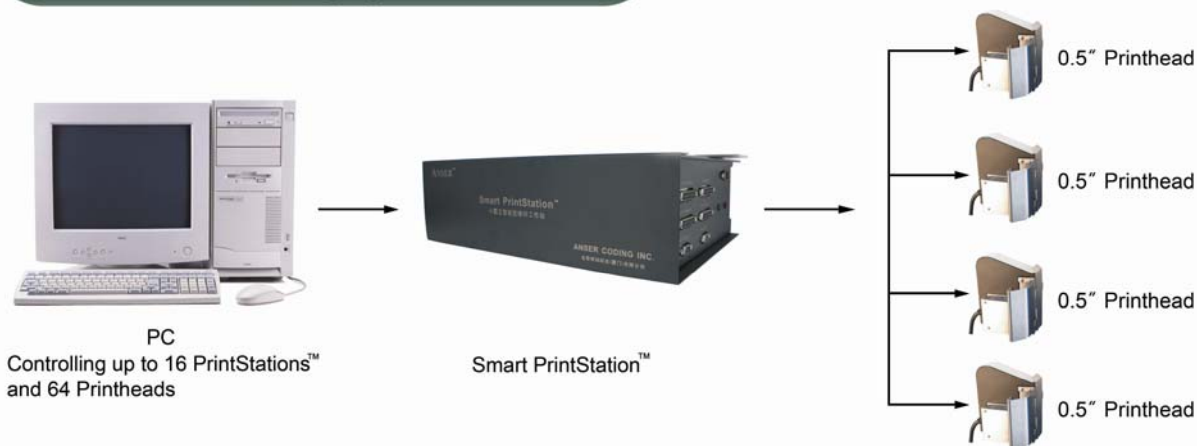 0.5″ Printhead
0.5″ Printhead
0.5″ Printhead
0.5″ Printhead
ANSER™
Smart PrintStation™
ANSER CODING INC.
PC
Controlling up to 16 PrintStations™
and 64 Printheads
Smart PrintStation™